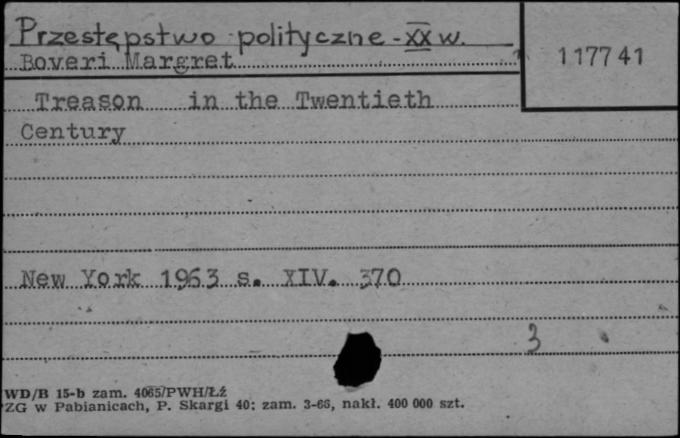 Przestępstwo polityczne - XX w.
Boveri Margret
117741
Treason in the Twentieth
Century
New York 1963 s. XIV. 370
3
WD/B 15-b zam. 4065/PWH/Łź
PZG w Pabianicach, P. Skargi 40; zam. 3-66, nakł. 400 000 szt.